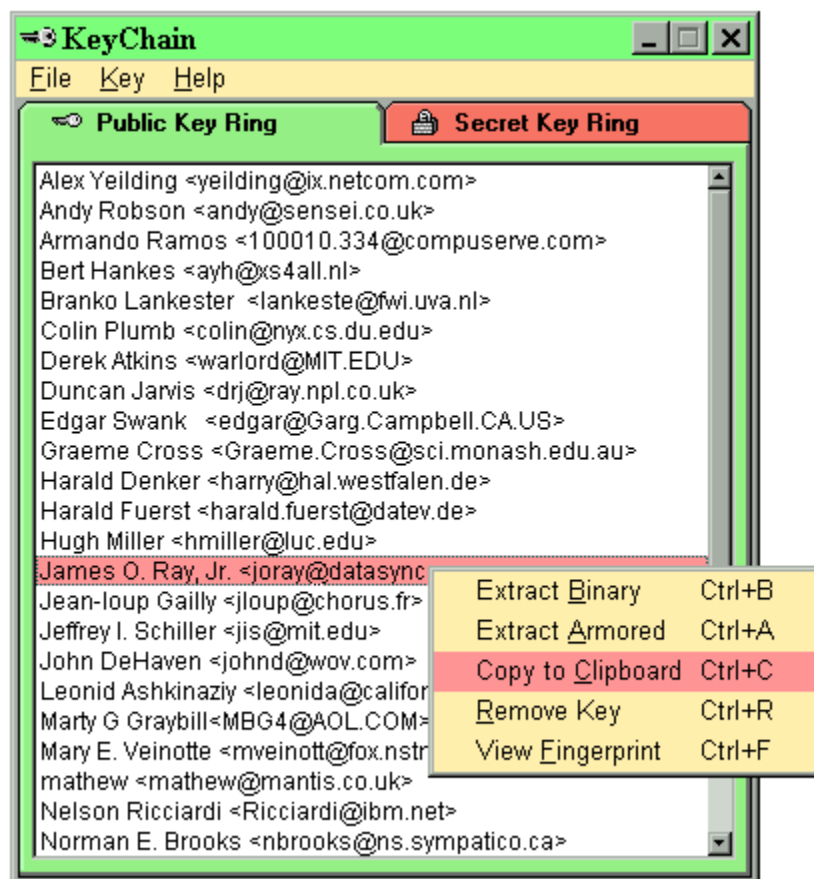 KeyChain
File Key Help
Public Key Ring Secret Key Ring
Alex Yeilding <yeilding@ix.netcom.com>
Andy Robson <andy@sensei.co.uk>
Armando Ramos <100010.334@compuserve.com>
Bert Hankes <ayh@xs4all.nl>
Branko Lankester <lankeste@fwi.uva.nl>
Colin Plumb <colin@nyx.cs.du.edu>
Derek Atkins <warlord@MIT.EDU>
Duncan Jarvis <drj@ray.npl.co.uk>
Edgar Swank <edgar@Garg.Campbell.CA.US>
Graeme Cross <Graeme.Cross@sci.monash.edu.au>
Harald Denker <harry@hal.westfalen.de>
Harald Fuerst <harald.fuerst@datev.de>
Hugh Miller <hmiller@luc.edu>
James O. Ray, Jr. <joray@datasync
Jean-loup Gailly <jloup@chorus.fr>
Jeffrey I. Schiller <jis@mit.edu>
John DeHaven <johnd@wov.com>
Leonid Ashkinaziy <leonida@califor
Marty G Graybill<MBG4@AOL.COM>
Mary E. Veinotte <mveinott@fox.nstn
mathew <mathew@mantis.co.uk>
Nelson Ricciardi <Ricciardi@ibm.net>
Norman E. Brooks <nbrooks@ns.sympatico.ca>
Extract Binary Ctrl+B
Extract Armored Ctrl+A
Copy to Clipboard Ctrl+C
Remove Key Ctrl+R
View Fingerprint Ctrl+F